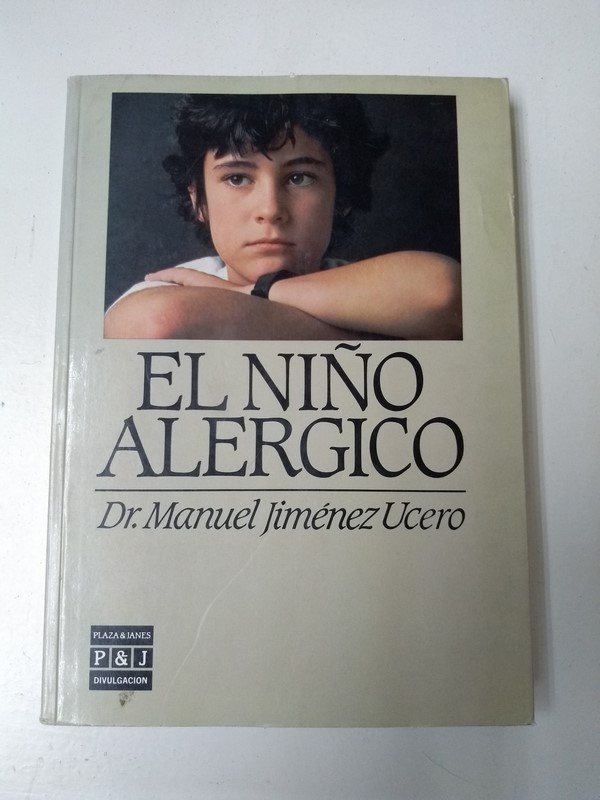 EL NIÑO
ALERGICO
Dr. Manuel Jiménez Ucero
PLAZA & JANES
P & J
DIVULGACION